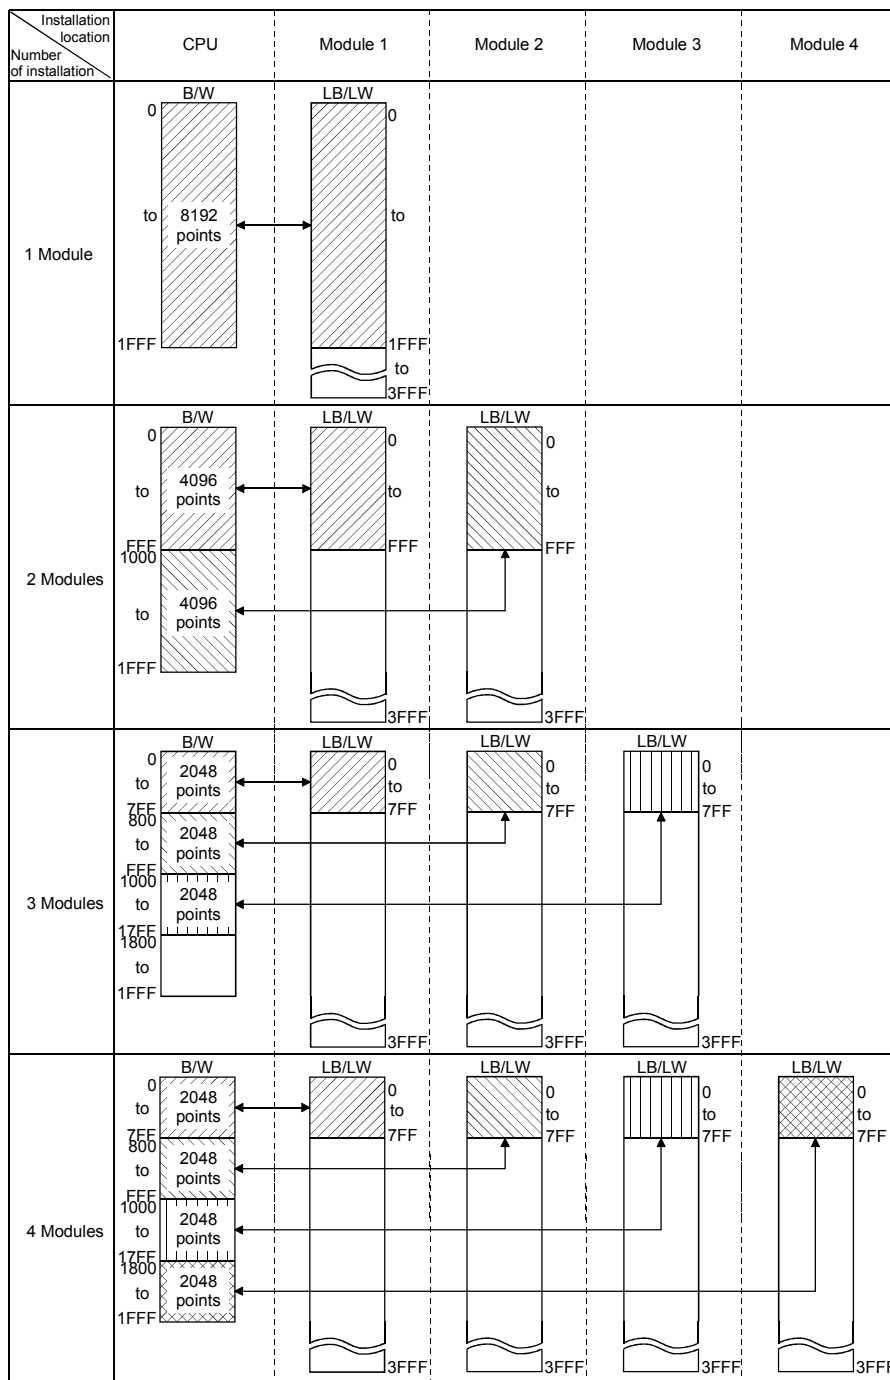 Installation
location
Number
of installation
CPU
Module 1
Module 2
Module 3
Module 4
1 Module
B/W
LB/LW
0
0
to
8192
points
to
1FFF
1FFF
to
3FFF
2 Modules
B/W
LB/LW
LB/LW
0
0
0
to
4096
points
to
to
FFF
FFF
FFF
1000
to
4096
points
1FFF
3FFF
3FFF
3 Modules
B/W
LB/LW
LB/LW
LB/LW
0
0
0
0
to
2048
points
to
to
to
7FF
7FF
7FF
7FF
800
to
2048
points
FFF
1000
to
2048
points
17FF
1800
to
1FFF
3FFF
3FFF
3FFF
4 Modules
B/W
LB/LW
LB/LW
LB/LW
LB/LW
0
0
0
0
0
to
2048
points
to
to
to
to
7FF
7FF
7FF
7FF
7FF
800
to
2048
points
FFF
1000
to
2048
points
17FF
1800
to
2048
points
1FFF
3FFF
3FFF
3FFF
3FFF